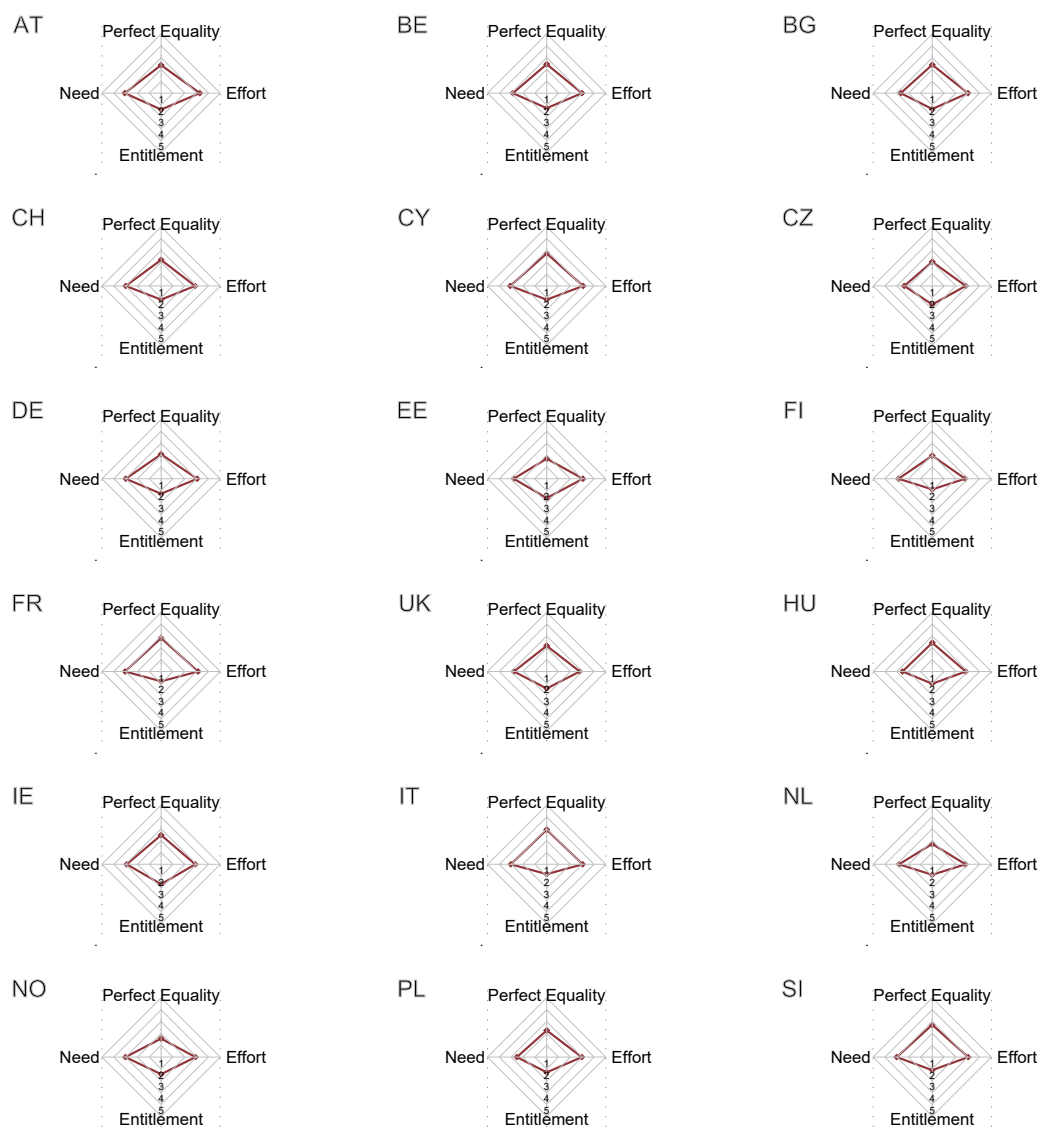 AT
Perfect Equality
Need
Effort
1
2
3
4
5
Entitlement
BE
Perfect Equality
Need
Effort
1
2
3
4
5
Entitlement
BG
Perfect Equality
Need
Effort
1
2
3
4
5
Entitlement
CH
Perfect Equality
Need
Effort
1
2
3
4
5
Entitlement
CY
Perfect Equality
Need
Effort
1
2
3
4
5
Entitlement
CZ
Perfect Equality
Need
Effort
1
2
3
4
5
Entitlement
DE
Perfect Equality
Need
Effort
1
2
3
4
5
Entitlement
EE
Perfect Equality
Need
Effort
1
2
3
4
5
Entitlement
FI
Perfect Equality
Need
Effort
1
2
3
4
5
Entitlement
FR
Perfect Equality
Need
Effort
1
2
3
4
5
Entitlement
UK
Perfect Equality
Need
Effort
1
2
3
4
5
Entitlement
HU
Perfect Equality
Need
Effort
1
2
3
4
5
Entitlement
IE
Perfect Equality
Need
Effort
1
2
3
4
5
Entitlement
IT
Perfect Equality
Need
Effort
1
2
3
4
5
Entitlement
NL
Perfect Equality
Need
Effort
1
2
3
4
5
Entitlement
NO
Perfect Equality
Need
Effort
1
2
3
4
5
Entitlement
PL
Perfect Equality
Need
Effort
1
2
3
4
5
Entitlement
SI
Perfect Equality
Need
Effort
1
2
3
4
5
Entitlement